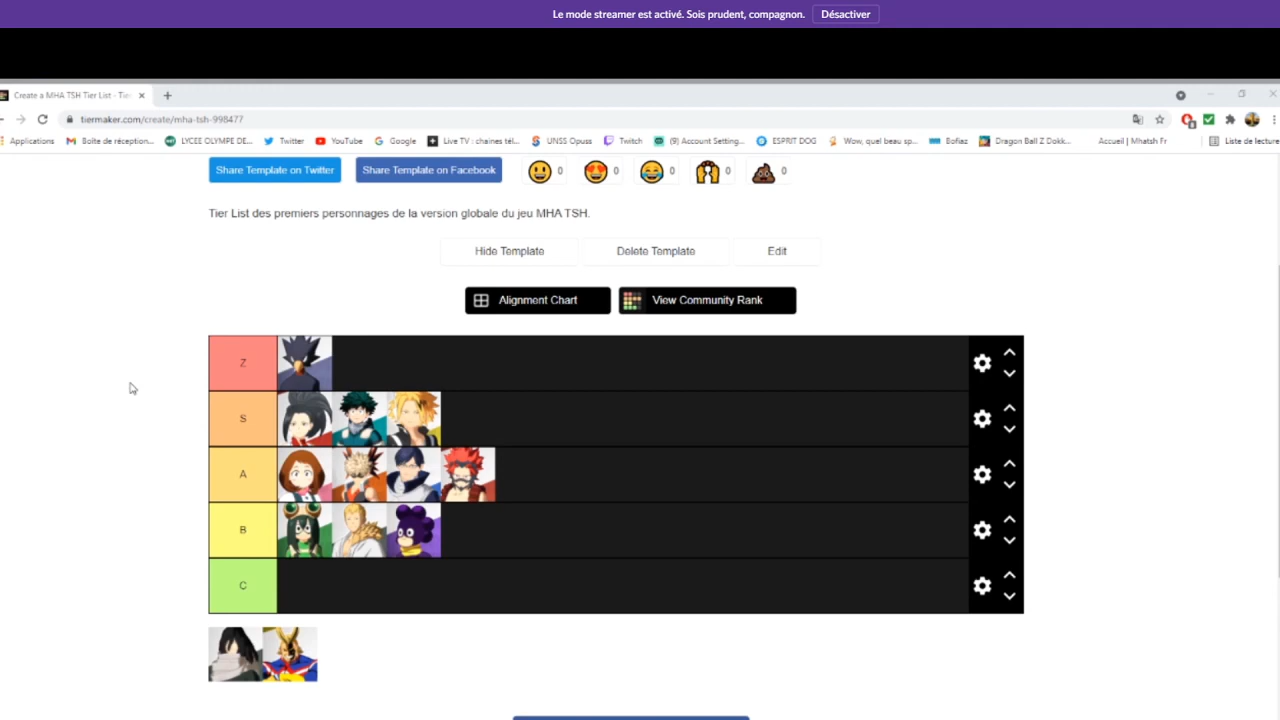 Le mode streamer est activé. Sois prudent, compagnon. Désactiver
Create a MHA TSH Tier List - Tie
tiermaker.com/create/mha-tsh-998477
Applications Boîte de réception... LYCEE OLYMPE DE... Twitter YouTube Google Live TV : chaines tél... UNSS Opuss Twitch (9) Account Setting... ESPRIT DOG Wow, quel beau sp... Bofiaz Dragon Ball Z Dokk... Accueil | Mhatsh Fr Liste de lecture
Share Template on Twitter Share Template on Facebook 0 0 0 0 0
Tier List des premiers personnages de la version globale du jeu MHA TSH.
Hide Template Delete Template Edit
Alignment Chart View Community Rank
Z
S
A
B
C